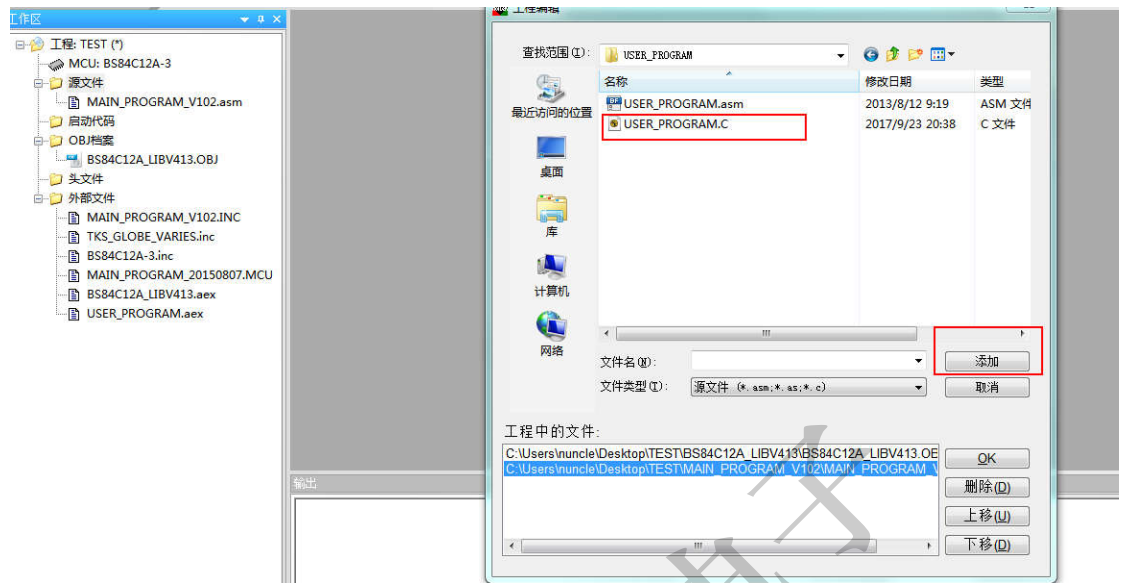 工作区
工程: TEST (*)
MCU: BS84C12A-3
源文件
MAIN_PROGRAM_V102.asm
启动代码
OBJ档案
BS84C12A_LIBV413.OBJ
头文件
外部文件
MAIN_PROGRAM_V102.INC
TKS_GLOBE_VARIES.inc
BS84C12A-3.inc
MAIN_PROGRAM_20150807.MCU
BS84C12A_LIBV413.aex
USER_PROGRAM.aex
工程编辑
查找范围(I):
USER_PROGRAM
名称 修改日期 类型
USER_PROGRAM.asm 2013/8/12 9:19 ASM 文件
USER_PROGRAM.C 2017/9/23 20:38 C 文件
最近访问的位置
桌面
库
计算机
网络
文件名(N):
添加
文件类型(T): 源文件 (*.asm;*.as;*.c)
取消
工程中的文件:
C:\Users\nuncle\Desktop\TEST\BS84C12A_LIBV413\BS84C12A_LIBV413.OE
C:\Users\nuncle\Desktop\TEST\MAIN_PROGRAM_V102\MAIN_PROGRAM_V
OK
删除(D)
上移(U)
下移(D)
输出